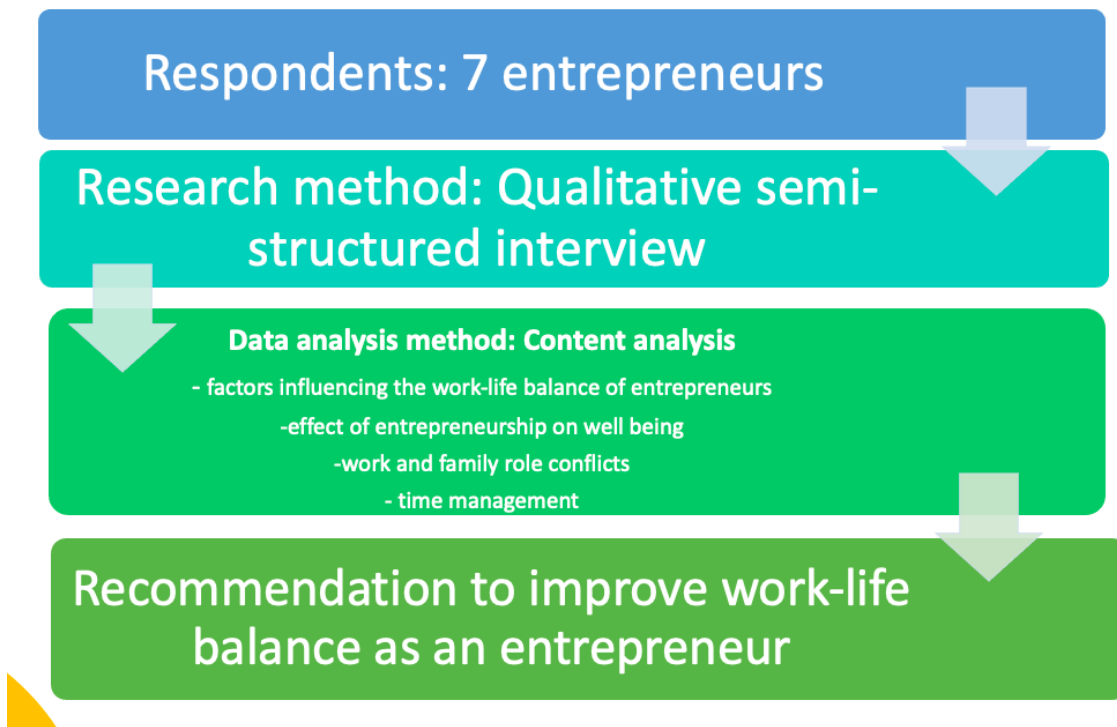 Respondents: 7 entrepreneurs
Research method: Qualitative semi-
structured interview
Data analysis method: Content analysis
- factors influencing the work-life balance of entrepreneurs
-effect of entrepreneurship on well being
-work and family role conflicts
- time management
Recommendation to improve work-life
balance as an entrepreneur